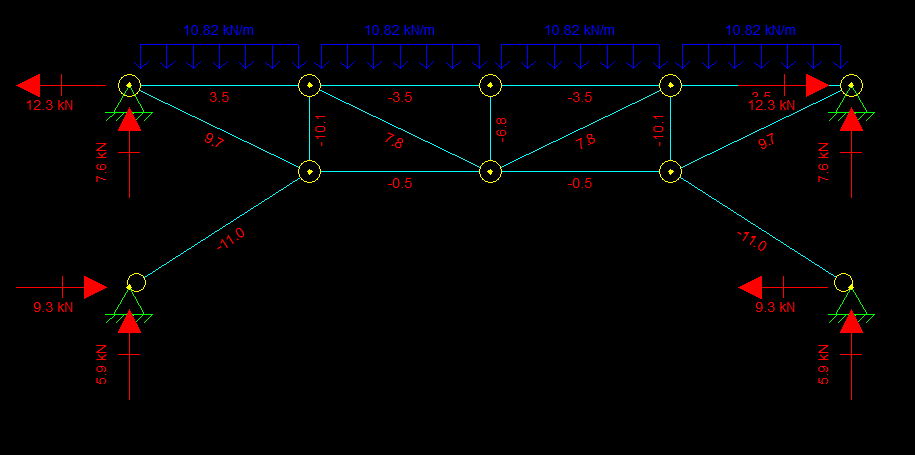 10.82 kN/m
10.82 kN/m
10.82 kN/m
10.82 kN/m
12.3 kN
3.5
-3.5
-3.5
3.5
12.3 kN
7.6 kN
9.7
-10.1
7.8
-6.8
7.8
-10.1
9.7
7.6 kN
-0.5
-0.5
-11.0
-11.0
9.3 kN
9.3 kN
5.9 kN
5.9 kN